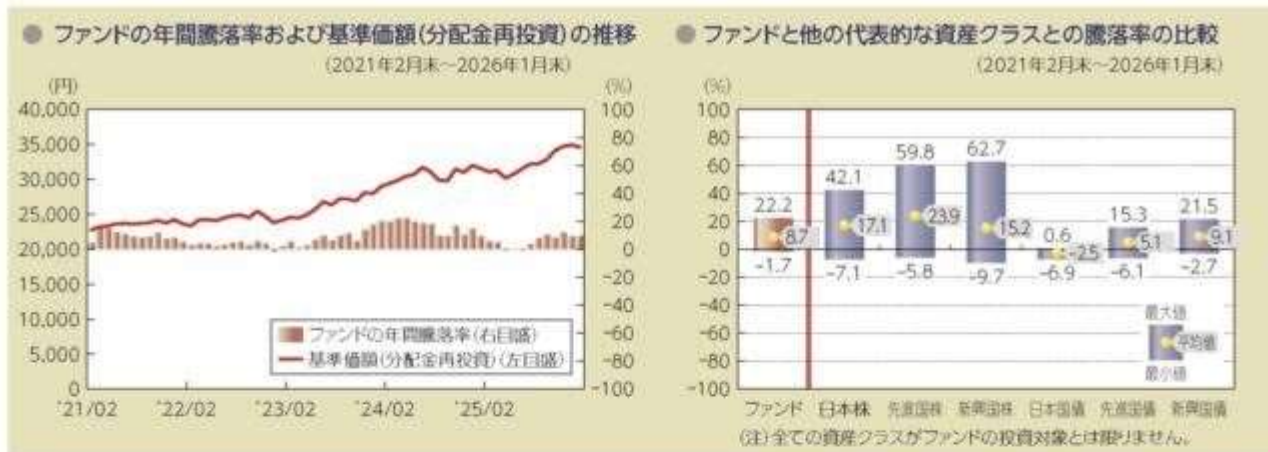 ● ファンドの年間騰落率および基準価額(分配金再投資)の推移
(2021年2月末～2026年1月末)
(円) (%)
40,000 100
35,000 80
30,000 60
25,000 40
20,000 20
15,000 0
10,000 -20
5,000 -40
0 -60
-80
-100
ファンドの年間騰落率(右目盛)
基準価額(分配金再投資)(左目盛)
'21/02 '22/02 '23/02 '24/02 '25/02
● ファンドと他の代表的な資産クラスとの騰落率の比較
(2021年2月末～2026年1月末)
(%)
100
80
60
40
20
0
-20
-40
-60
-80
-100
22.2 42.1 59.8 62.7 0.6 15.3 21.5
8.7 17.1 23.9 15.2 -2.5 5.1 9.1
-1.7 -7.1 -5.8 -9.7 -6.9 -6.1 -2.7
最大値
平均値
最小値
ファンド 日本株 先進国株 新興国株 日本国債 先進国債 新興国債
(注)全ての資産クラスがファンドの投資対象とは限りません。